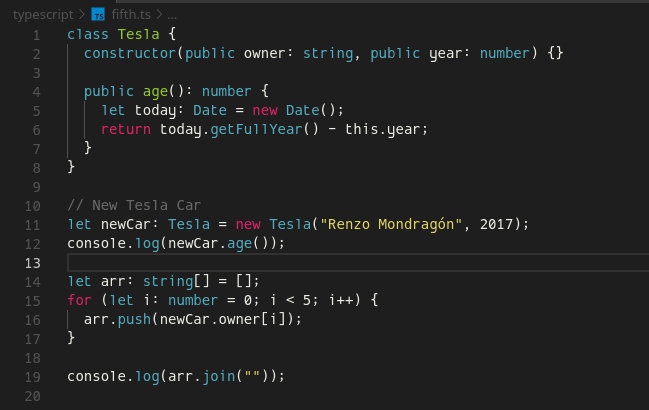 typescript > TS fifth.ts > ...
1 class Tesla {
2   constructor(public owner: string, public year: number) {}
3
4   public age(): number {
5     let today: Date = new Date();
6     return today.getFullYear() - this.year;
7   }
8 }
9
10 // New Tesla Car
11 let newCar: Tesla = new Tesla("Renzo Mondragón", 2017);
12 console.log(newCar.age());
13
14 let arr: string[] = [];
15 for (let i: number = 0; i < 5; i++) {
16   arr.push(newCar.owner[i]);
17 }
18
19 console.log(arr.join(""));
20